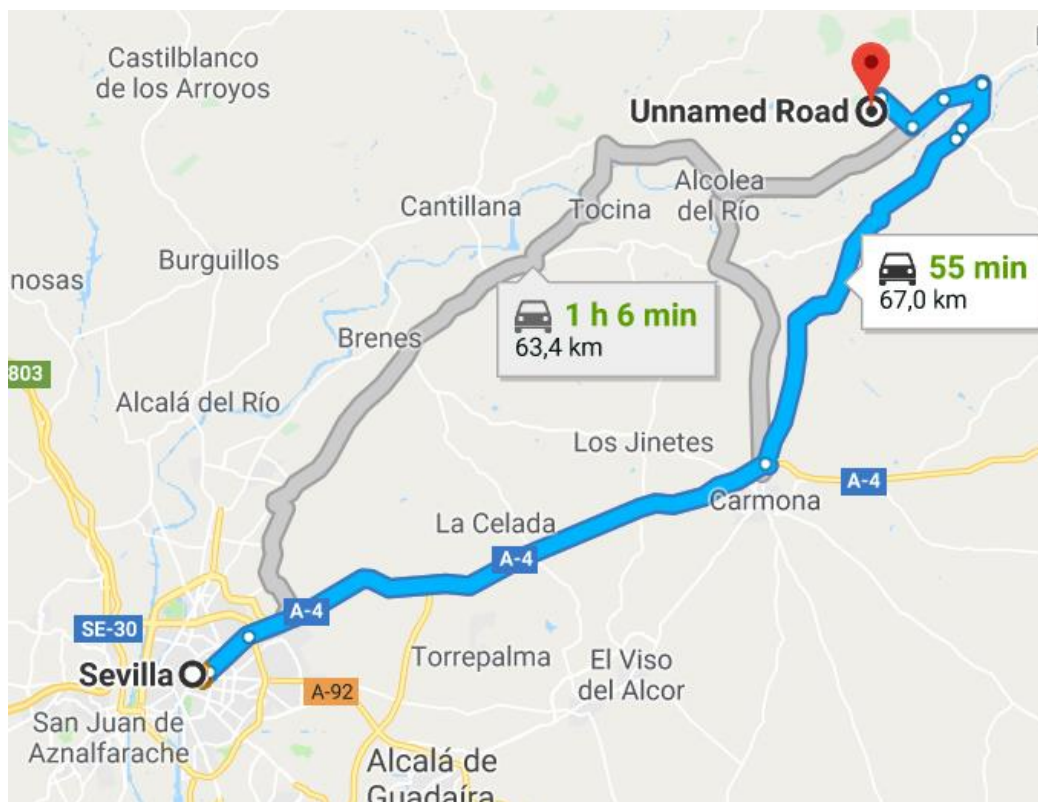 Castilblanco
de los Arroyos
Unnamed Road
Alcolea
del Río
Cantillana
Tocina
Burguillos
nosas
55 min
67,0 km
1 h 6 min
63,4 km
Brenes
803
Alcalá del Río
Los Jinetes
A-4
Carmona
La Celada
A-4
A-4
SE-30
Sevilla
Torrepalma
El Viso
del Alcor
A-92
San Juan de
Aznalfarache
Alcalá de
Guadaíra